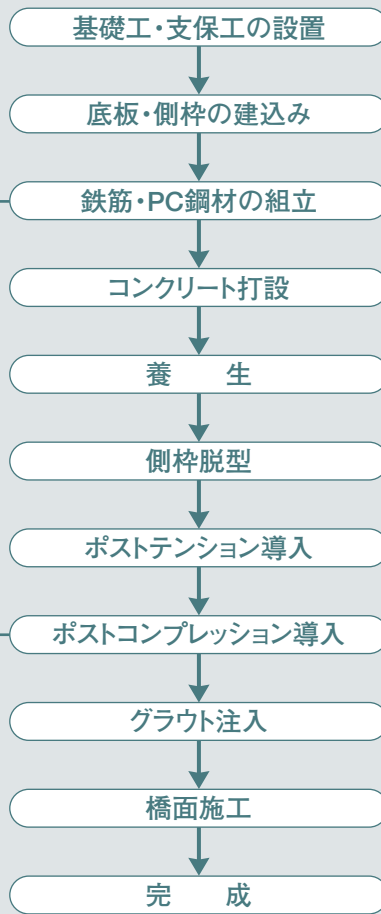 基礎工・支保工の設置
底板・側枠の建込み
鉄筋・PC鋼材の組立
コンクリート打設
養　　生
側枠脱型
ポストテンション導入
ポストコンプレッション導入
グラウト注入
橋面施工
完　　成